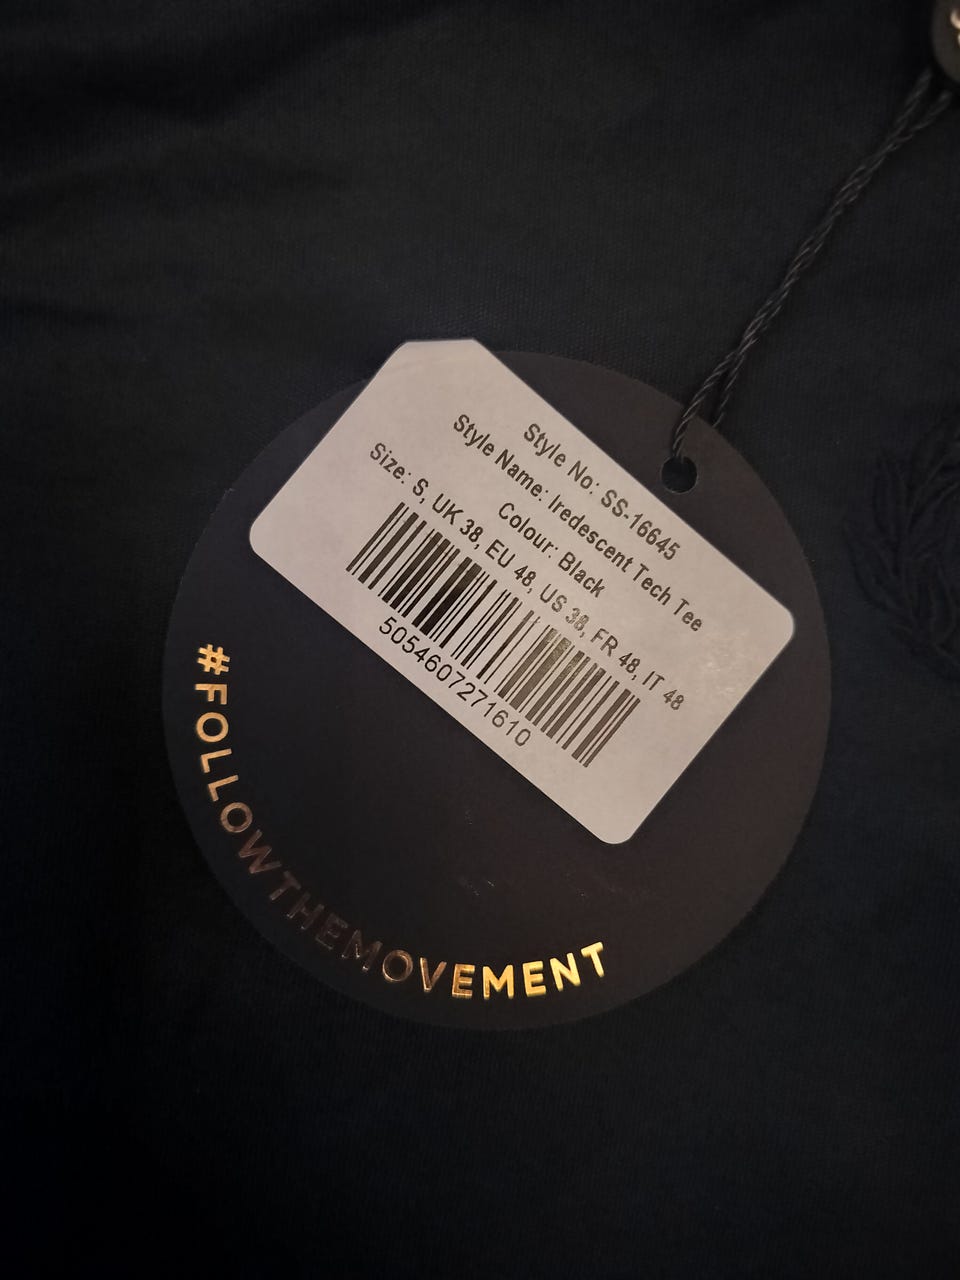 Style No: SS-16645
Style Name: Iredescent Tech Tee
Colour: Black
Size: S, UK 38, EU 48, US 38, FR 48, IT 48
5054607271610
#FOLLOWTHEMOVEMENT